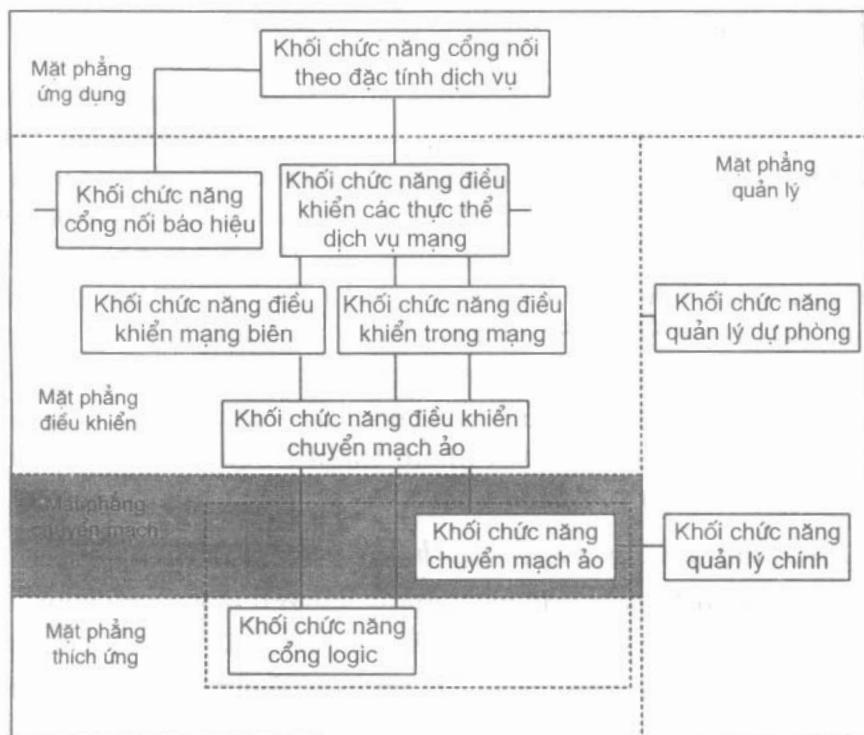 Khối chức năng cổng nối
theo đặc tính dịch vụ
Mặt phẳng
ứng dụng
Mặt phẳng
quản lý
Khối chức năng
cổng nối báo hiệu
Khối chức năng điều
khiển các thực thể
dịch vụ mạng
Khối chức năng điều
khiển mạng biên
Khối chức năng điều
khiển trong mạng
Khối chức năng
quản lý dự phòng
Mặt phẳng
điều khiển
Khối chức năng điều khiển
chuyển mạch ảo
Mặt phẳng
chuyển mạch
Khối chức năng
chuyển mạch ảo
Khối chức năng
quản lý chính
Mặt phẳng
thích ứng
Khối chức năng
cổng logic